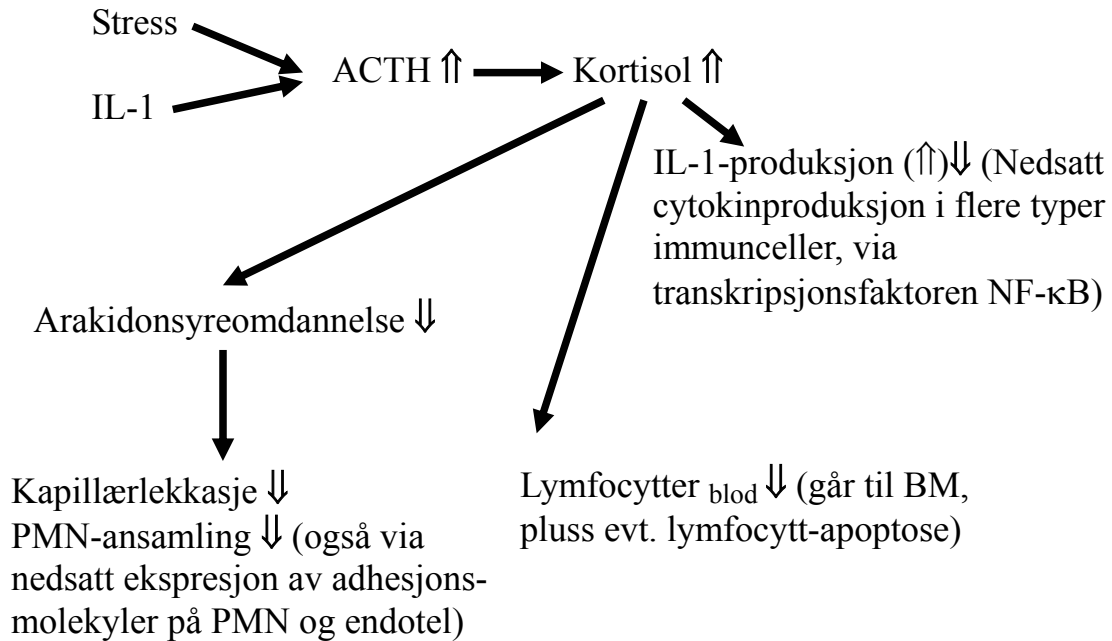 Stress
IL-1
ACTH ⇑
Kortisol ⇑
IL-1-produksjon (⇑)⇓ (Nedsatt
cytokinproduksjon i flere typer
immunceller, via
transkripsjonsfaktoren NF-κB)
Arakidonsyreomdannelse ⇓
Kapillærlekkasje ⇓
PMN-ansamling ⇓ (også via
nedsatt ekspresjon av adhesjons-
molekyler på PMN og endotel)
Lymfocytter blod ⇓ (går til BM,
pluss evt. lymfocytt-apoptose)